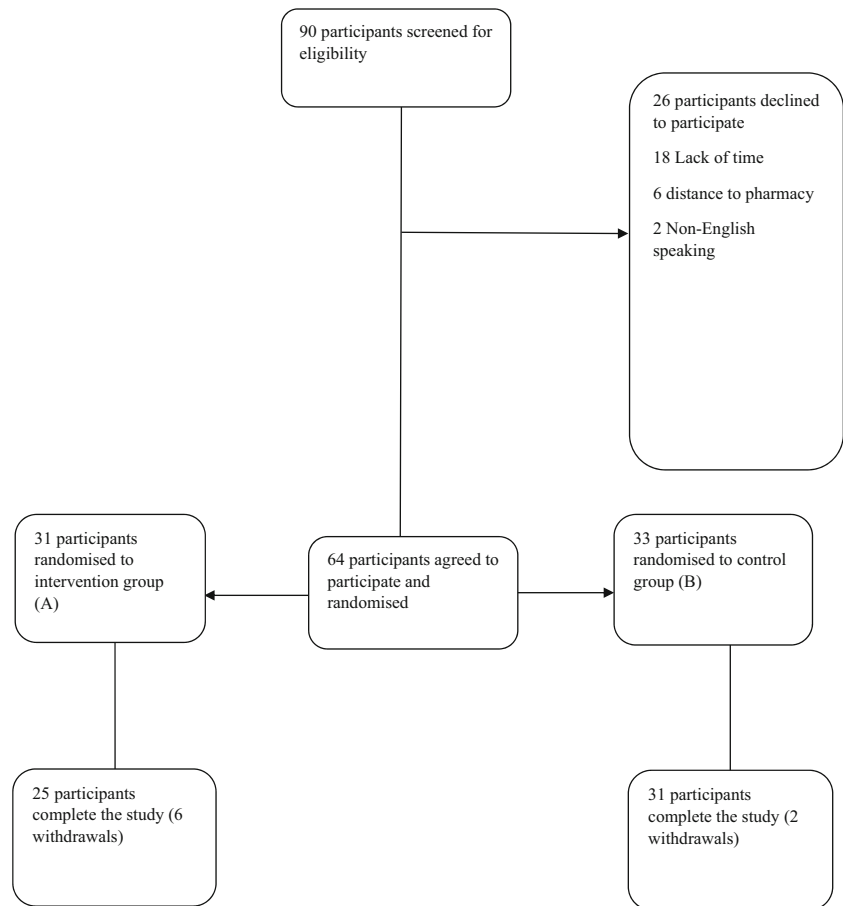 90 participants screened for
eligibility
26 participants declined
to participate
18 Lack of time
6 distance to pharmacy
2 Non-English
speaking
31 participants
randomised to
intervention group
(A)
64 participants agreed to
participate and
randomised
33 participants
randomised to control
group (B)
25 participants
complete the study (6
withdrawals)
31 participants
complete the study (2
withdrawals)